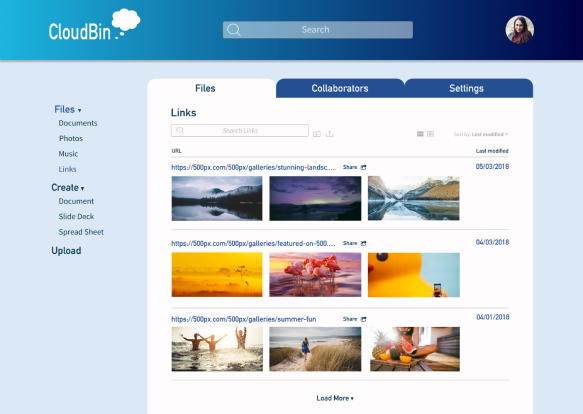 CloudBin
Search
Files Collaborators Settings
Files ▾
Documents
Photos
Music
Links
Create ▾
Document
Slide Deck
Spread Sheet
Upload
Links
Search Links
Sort by: Last modified ▾
URL Last modified
https://500px.com/500px/galleries/stunning-landsc.... Share 05/03/2018
https://500px.com/500px/galleries/featured-on-500.... Share 04/03/2018
https://500px.com/500px/galleries/summer-fun Share 04/01/2018
Load More ▾